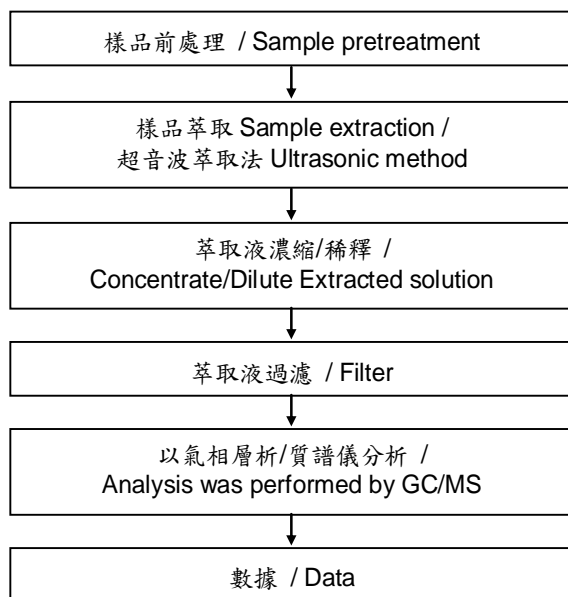 樣品前處理 / Sample pretreatment
樣品萃取 Sample extraction /
超音波萃取法 Ultrasonic method
萃取液濃縮/稀釋 /
Concentrate/Dilute Extracted solution
萃取液過濾 / Filter
以氣相層析/質譜儀分析 /
Analysis was performed by GC/MS
數據 / Data